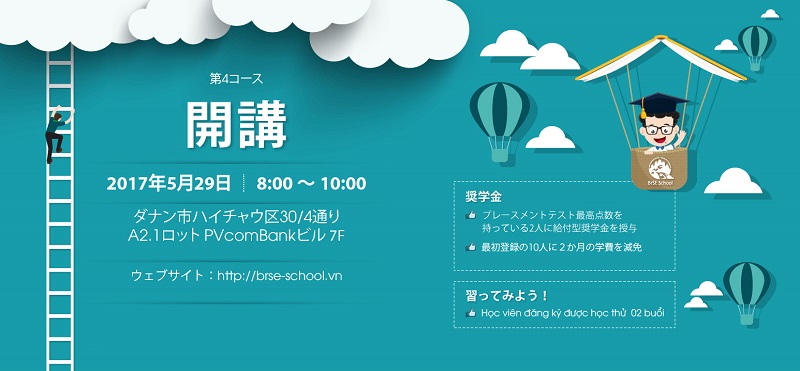 第4コース
開講
2017年5月29日 8:00 ～ 10:00
ダナン市ハイチャウ区30/4通り
A2.1ロット PVcomBankビル 7F
ウェブサイト：http://brse-school.vn
BrSE School
奨学金
プレースメントテスト最高点数を
持っている2人に給付型奨学金を授与
最初登録の10人に２か月の学費を減免
習ってみよう！
Học viên đăng ký được học thử 02 buổi